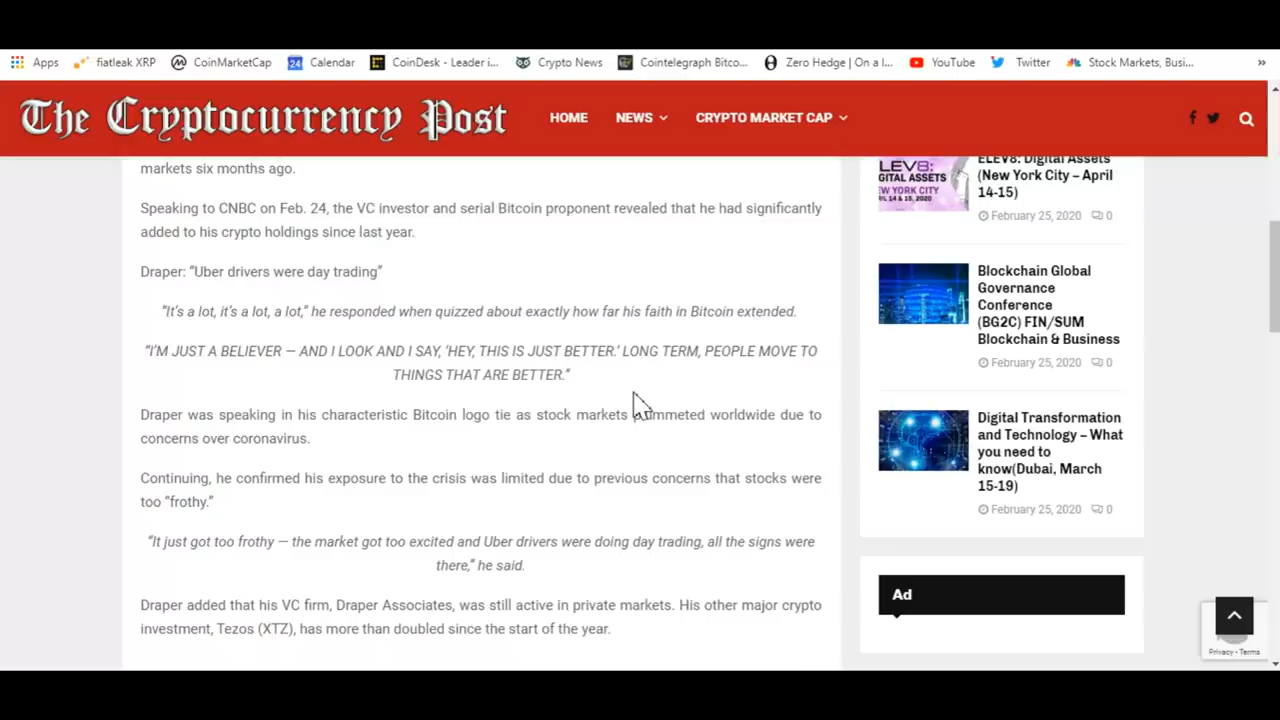 Apps fiatleak XRP CoinMarketCap Calendar CoinDesk - Leader i... Crypto News Cointelegraph Bitco... Zero Hedge | On a l... YouTube Twitter Stock Markets, Busi... »
The Cryptocurrency Post HOME NEWS CRYPTO MARKET CAP
markets six months ago.
Speaking to CNBC on Feb. 24, the VC investor and serial Bitcoin proponent revealed that he had significantly
added to his crypto holdings since last year.
Draper: “Uber drivers were day trading”
“It’s a lot, it’s a lot, a lot,” he responded when quizzed about exactly how far his faith in Bitcoin extended.
“I’M JUST A BELIEVER — AND I LOOK AND I SAY, ‘HEY, THIS IS JUST BETTER.’ LONG TERM, PEOPLE MOVE TO
THINGS THAT ARE BETTER.”
Draper was speaking in his characteristic Bitcoin logo tie as stock markets worldwide due to
concerns over coronavirus.
Continuing, he confirmed his exposure to the crisis was limited due to previous concerns that stocks were
too “frothy.”
“It just got too frothy — the market got too excited and Uber drivers were doing day trading, all the signs were
there,” he said.
Draper added that his VC firm, Draper Associates, was still active in private markets. His other major crypto
investment, Tezos (XTZ), has more than doubled since the start of the year.
ELEV8: Digital Assets
(New York City – April
14-15)
February 25, 2020 0
Blockchain Global
Governance
Conference
(BG2C) FIN/SUM
Blockchain & Business
February 25, 2020 0
Digital Transformation
and Technology – What
you need to
know(Dubai, March
15-19)
February 25, 2020 0
Ad
Privacy - Terms